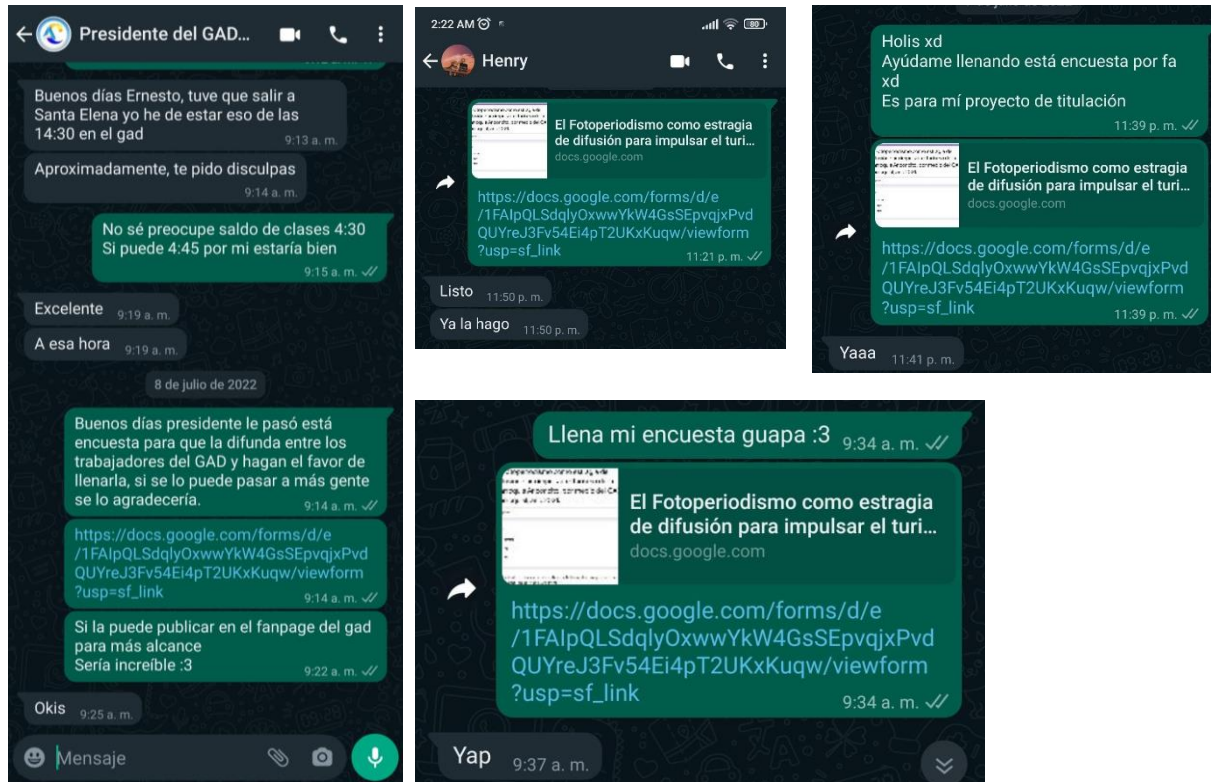 Presidente del GAD...
Buenos días Ernesto, tuve que salir a
Santa Elena yo he de estar eso de las
14:30 en el gad
9:13 a. m.
Aproximadamente, re pido disculpas
9:14 a. m.
No sé preocupe saldo de clases 4:30
Si puede 4:45 por mi estaría bien
9:15 a. m.
Excelente 9:19 a. m.
A esa hora 9:19 a. m.
8 de julio de 2022
Buenos días presidente le pasó está
encuesta para que la difunda entre los
trabajadores del GAD y hagan el favor de
llenarla, si se lo puede pasar a más gente
se lo agradecería.
9:14 a. m.
https://docs.google.com/forms/d/e
/1FAIpQLSdqlyOxwwYkW4GsSEpvqjxPvd
QUYreJ3Fv54Ei4pT2UKxKuqw/viewform
?usp=sf_link
9:14 a. m.
Si la puede publicar en el fanpage del gad
para más alcance
Sería increíble :3
9:22 a. m.
Okis 9:25 a. m.
Mensaje
2:22 AM
80
Henry
El Fotoperiodismo como estragia
de difusión para impulsar el turi...
docs.google.com
https://docs.google.com/forms/d/e
/1FAIpQLSdqlyOxwwYkW4GsSEpvqjxPvd
QUYreJ3Fv54Ei4pT2UKxKuqw/viewform
?usp=sf_link
11:21 p. m.
Listo 11:50 p. m.
Ya la hago 11:50 p. m.
Holis xd
Ayúdame llenando está encuesta por fa
xd
Es para mí proyecto de titulación
11:39 p. m.
El Fotoperiodismo como estragia
de difusión para impulsar el turi...
docs.google.com
https://docs.google.com/forms/d/e
/1FAIpQLSdqlyOxwwYkW4GsSEpvqjxPvd
QUYreJ3Fv54Ei4pT2UKxKuqw/viewform
?usp=sf_link
11:39 p. m.
Yaaa 11:41 p. m.
Llena mi encuesta guapa :3 9:34 a. m.
El Fotoperiodismo como estragia
de difusión para impulsar el turi...
docs.google.com
https://docs.google.com/forms/d/e
/1FAIpQLSdqlyOxwwYkW4GsSEpvqjxPvd
QUYreJ3Fv54Ei4pT2UKxKuqw/viewform
?usp=sf_link
9:34 a. m.
Yap 9:37 a. m.